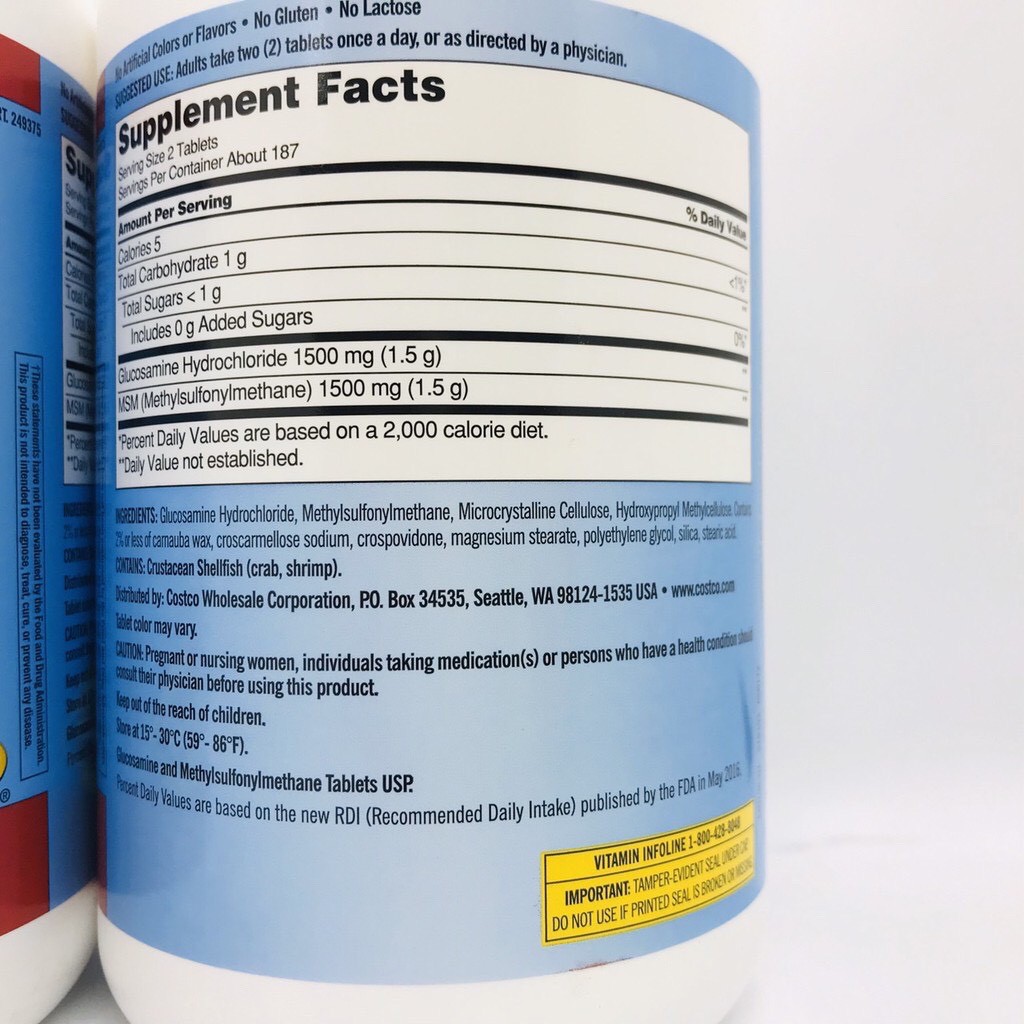 No Artificial Colors or Flavors • No Gluten • No Lactose
SUGGESTED USE: Adults take two (2) tablets once a day, or as directed by a physician.
Supplement Facts
Serving Size 2 Tablets
Servings Per Container About 187
Amount Per Serving % Daily Value
Calories 5
Total Carbohydrate 1 g <1%*
Total Sugars < 1 g **
Includes 0 g Added Sugars 0%*
Glucosamine Hydrochloride 1500 mg (1.5 g) **
MSM (Methylsulfonylmethane) 1500 mg (1.5 g) **
*Percent Daily Values are based on a 2,000 calorie diet.
**Daily Value not established.
INGREDIENTS: Glucosamine Hydrochloride, Methylsulfonylmethane, Microcrystalline Cellulose, Hydroxypropyl Methylcellulose. Contains
2% or less of carnauba wax, croscarmellose sodium, crospovidone, magnesium stearate, polyethylene glycol, silica, stearic acid.
CONTAINS: Crustacean Shellfish (crab, shrimp).
Distributed by: Costco Wholesale Corporation, P.O. Box 34535, Seattle, WA 98124-1535 USA • www.costco.com
Tablet color may vary.
CAUTION: Pregnant or nursing women, individuals taking medication(s) or persons who have a health condition should
consult their physician before using this product.
Keep out of the reach of children.
Store at 15°- 30°C (59°- 86°F).
Glucosamine and Methylsulfonylmethane Tablets USP.
Percent Daily Values are based on the new RDI (Recommended Daily Intake) published by the FDA in May 2016.
VITAMIN INFOLINE 1-800-428-8048
IMPORTANT: TAMPER-EVIDENT SEAL UNDER CAP
DO NOT USE IF PRINTED SEAL IS BROKEN OR MISSING
249375
†These statements have not been evaluated by the Food and Drug Administration.
This product is not intended to diagnose, treat, cure, or prevent any disease.
®